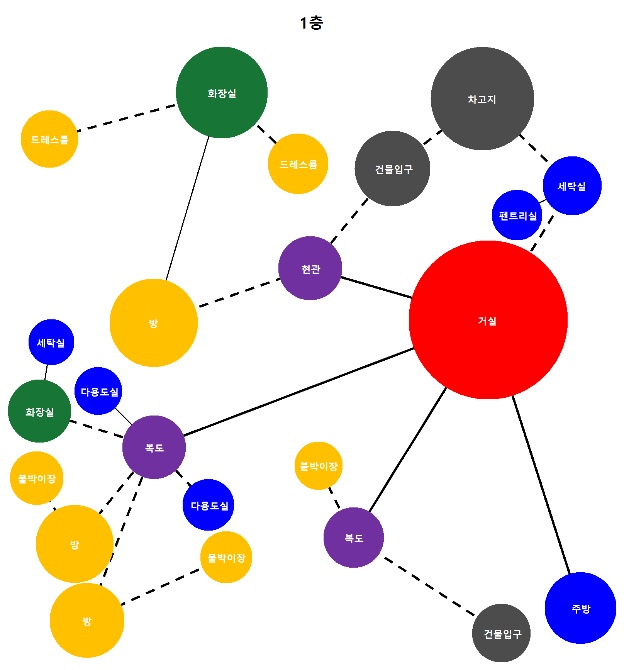 1층
화장실
차고지
드레스룸
드레스룸
건물입구
세탁실
펜트리실
현관
거실
방
세탁실
다용도실
화장실
복도
붙박이장
붙박이장
다용도실
방
복도
붙박이장
방
주방
건물입구